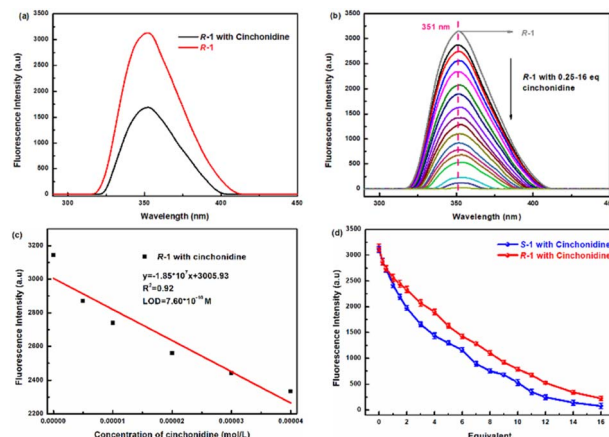 (a)
R-1 with Cinchonidine
R-1
Fluorescence Intensity (a.u)
3500
3000
2500
2000
1500
1000
500
0
300
350
400
450
Wavelength (nm)
(b)
351 nm
R-1
R-1 with 0.25-16 eq
cinchonidine
Fluorescence Intensity (a.u)
3500
3000
2500
2000
1500
1000
500
0
300
350
400
Wavelength (nm)
(c)
R-1 with cinchonidine
y=-1.85*10⁷x+3005.93
R²=0.92
Fluorescence Intensity (a.u)
3200
3000
2800
2600
2400
2200
0.00000
0.00001
0.00002
0.00003
0.00004
Concentration of cinchonidine (mol/L)
(d)
S-1 with Cinchonidine
R-1 with Cinchonidine
Fluorescence Intensity (a.u)
3500
3000
2500
2000
1500
1000
500
0
0
2
4
6
8
10
12
14
16
Equivalent